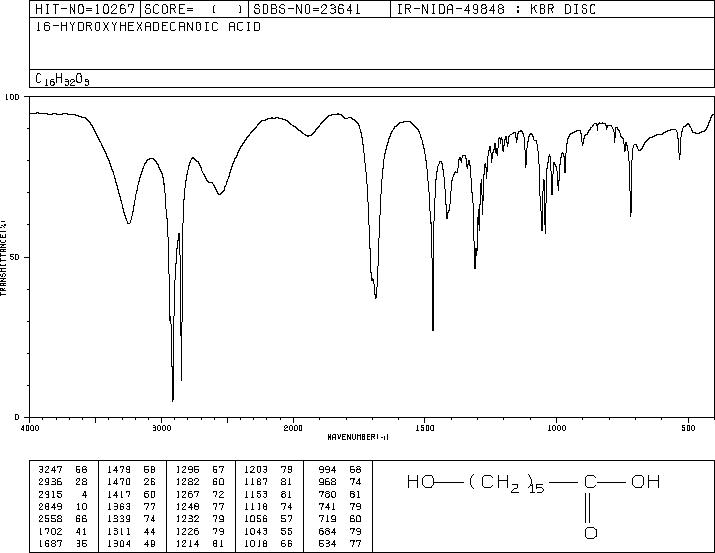 HIT-NO=10267 SCORE= ( ) SDBS-NO=23641 IR-NIDA-49848 : KBR DISC
16-HYDROXYHEXADECANOIC ACID
C16H32O3
100
50
0
TRANSMITTANCE(%)
4000 3000 2000 1500 1000 500
WAVENUMBER(-1)
3247 58 1479 58 1295 57 1203 79 994 68
2936 28 1470 26 1282 60 1187 81 968 74
2915 4 1417 60 1267 72 1153 81 780 81
2849 10 1363 77 1248 77 1118 74 741 79
2558 66 1339 74 1232 79 1056 57 719 60
1702 41 1311 44 1226 79 1043 55 684 79
1687 35 1304 49 1214 81 1018 66 534 77
HO (CH2)15 C OH
O